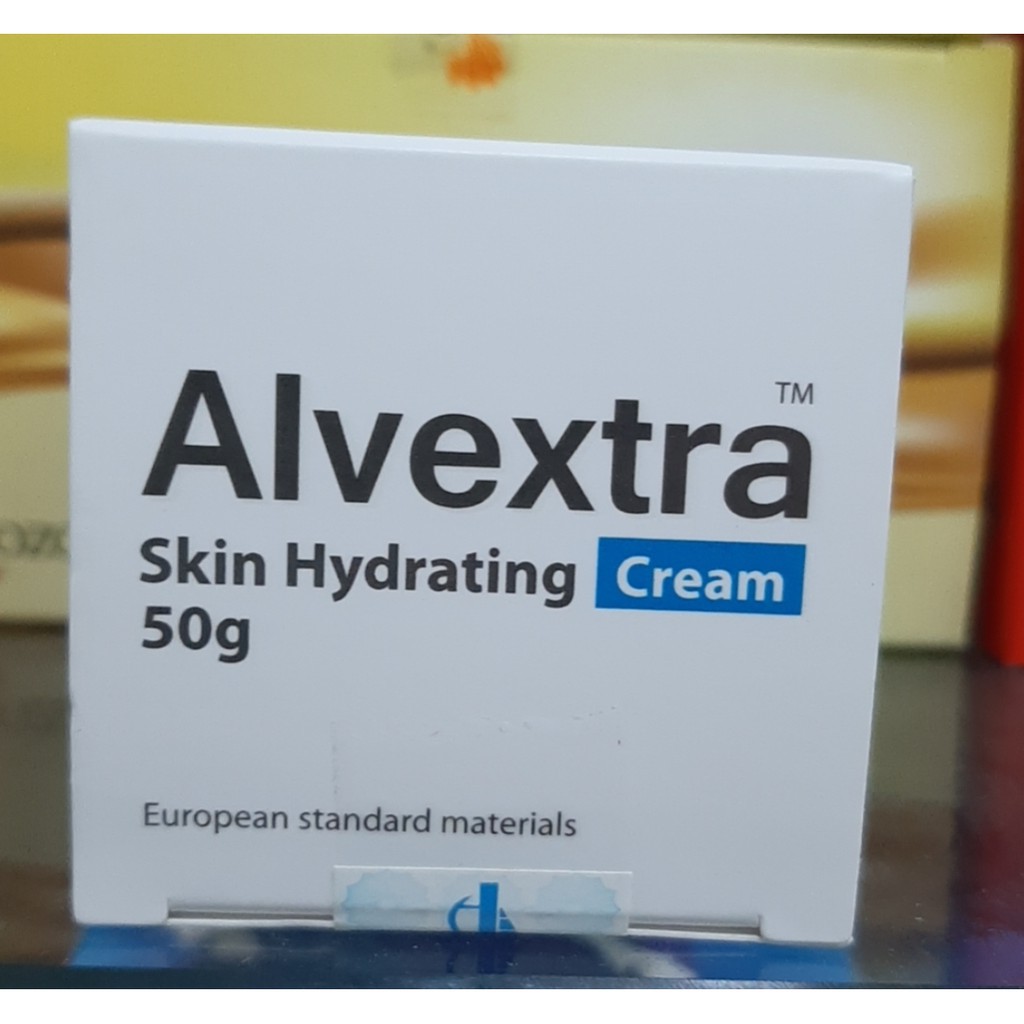 Alvextra™
Skin Hydrating Cream
50g
European standard materials